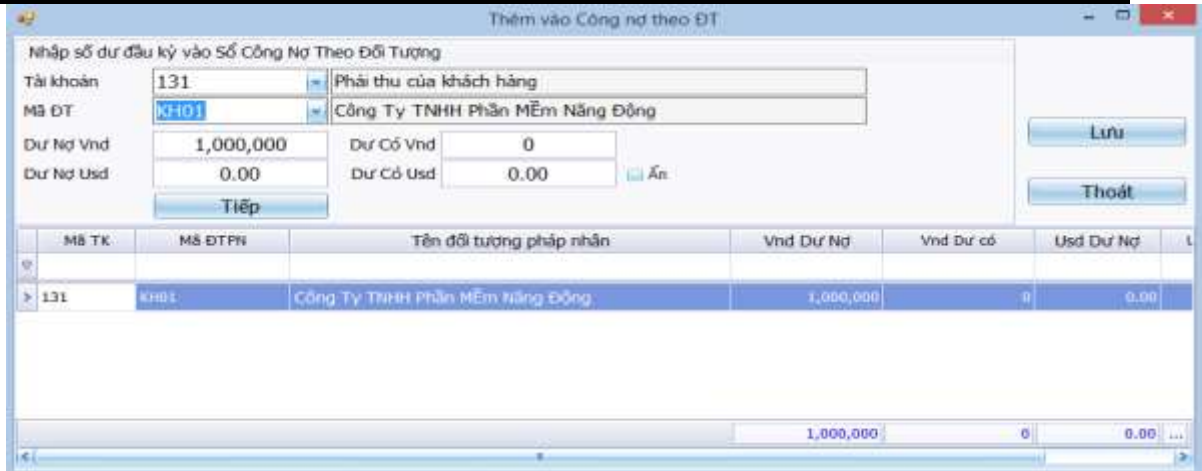 Thêm vào Công nợ theo ĐT
Nhập số dư đầu kỳ vào Sổ Công Nợ Theo Đối Tượng
Tài khoản 131 Phải thu của khách hàng
Mã ĐT KH01 Công Ty TNHH Phần MỀm Năng Động
Dư Nợ Vnd 1,000,000 Dư Có Vnd 0 Lưu
Dư Nợ Usd 0.00 Dư Có Usd 0.00 Ẩn
Tiếp Thoát
Mã TK Mã ĐTPN Tên đối tượng pháp nhân Vnd Dư Nợ Vnd Dư có Usd Dư Nợ
131 KH01 Công Ty TNHH Phần MỀm Năng Động 1,000,000 0 0.00
1,000,000 0 0.00 ...